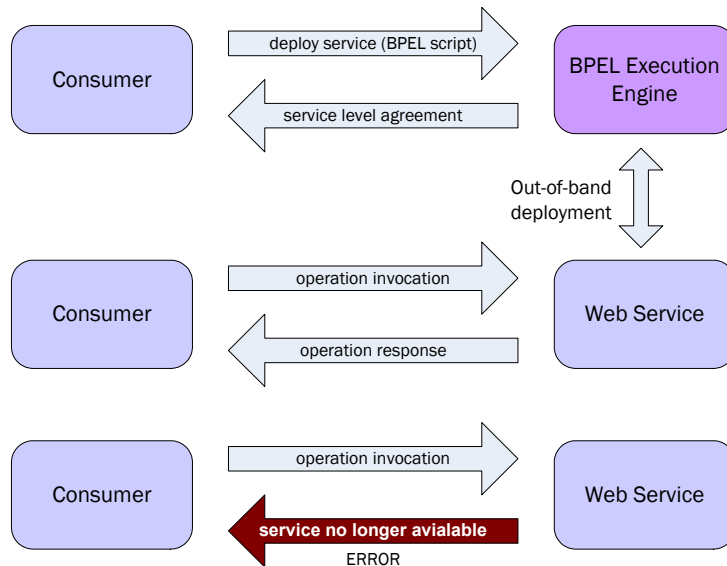 deploy service (BPEL script)
Consumer
BPEL Execution
Engine
service level agreement
Out-of-band
deployment
operation invocation
Consumer
Web Service
operation response
operation invocation
Consumer
Web Service
service no longer avialable
ERROR